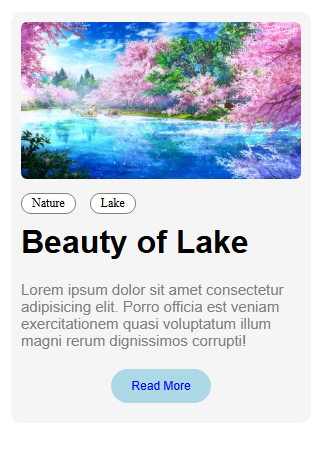 Nature
Lake
Beauty of Lake
Lorem ipsum dolor sit amet consectetur
adipisicing elit. Porro officia est veniam
exercitationem quasi voluptatum illum
magni rerum dignissimos corrupti!
Read More